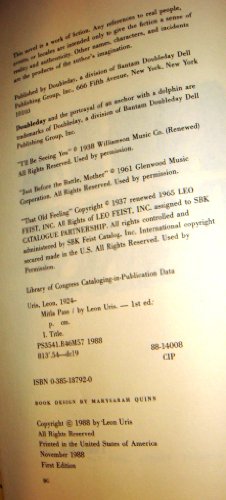 This novel is a work of fiction. Any references to real people,
events, or locales are intended only to give the fiction a sense of
reality and authenticity. Other names, characters, and incidents
are the products of the author's imagination.
Published by Doubleday, a division of Bantam Doubleday Dell
Publishing Group, Inc. 666 Fifth Avenue, New York, New York
10103
Doubleday and the portrayal of an anchor with a dolphin are
trademarks of Doubleday, a division of Bantam Doubleday Dell
Publishing Group, Inc.
"I'll Be Seeing You" © 1938 Williamson Music Co. (Renewed)
All Rights Reserved. Used by permission.
"Just Before the Battle, Mother" © 1961 Glenwood Music
Corporation. All Rights Reserved. Used by permission.
"That Old Feeling" Copyright © 1937 renewed 1965 LEO
FEIST, INC. All Rights of LEO FEIST, INC. assigned to SBK
CATALOGUE PARTNERSHIP. All rights controlled and
administered by SBK Feist Catalog, Inc. International copyright
secured made in the U.S. All Rights Reserved. Used by
Permission.
Library of Congress Cataloging-in-Publication Data
Uris, Leon, 1924-
Mitla Pass / by Leon Uris. — 1st ed.
p. cm.
I. Title.
PS3541.R46M57 1988
813'.54—dc19 88-14008
CIP
ISBN 0-385-18792-0
BOOK DESIGN BY MARYSARAH QUINN
Copyright © 1988 by Leon Uris
All Rights Reserved
Printed in the United States of America
November 1988
First Edition
BG